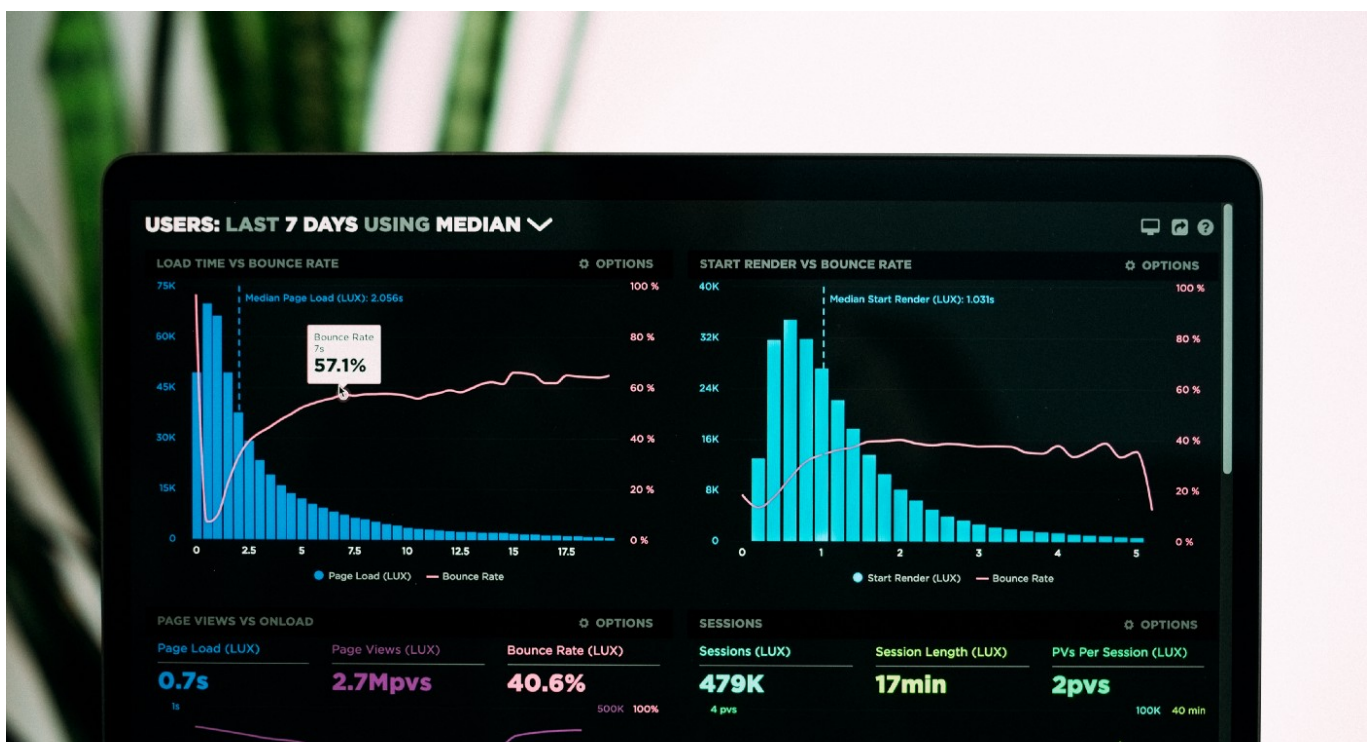 USERS: LAST 7 DAYS USING MEDIAN
LOAD TIME VS BOUNCE RATE
OPTIONS
75K
60K
45K
30K
15K
0
Median Page Load (LUX): 2.056s
Bounce Rate
7s
57.1%
100 %
80 %
60 %
40 %
20 %
0 %
0 2.5 5 7.5 10 12.5 15 17.5
Page Load (LUX) Bounce Rate
START RENDER VS BOUNCE RATE
OPTIONS
40K
32K
24K
16K
8K
0
Median Start Render (LUX): 1.031s
100 %
80 %
60 %
40 %
20 %
0 %
0 1 2 3 4 5
Start Render (LUX) Bounce Rate
PAGE VIEWS VS ONLOAD
OPTIONS
Page Load (LUX) Page Views (LUX) Bounce Rate (LUX)
0.7s 2.7Mpvs 40.6%
1s 500K 100%
SESSIONS
OPTIONS
Sessions (LUX) Session Length (LUX) PVs Per Session (LUX)
479K 17min 2pvs
4 pvs 100K 40 min